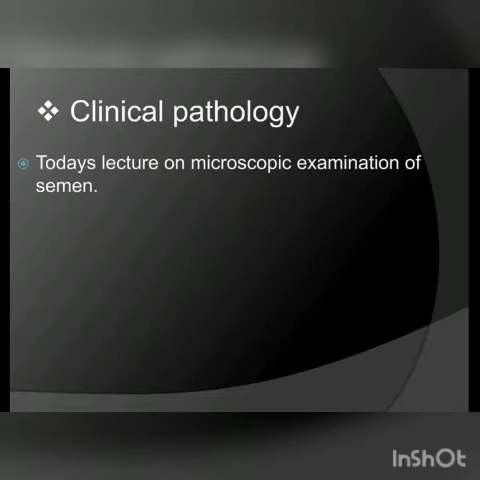 ❖ Clinical pathology
Todays lecture on microscopic examination of
semen.
InShOt